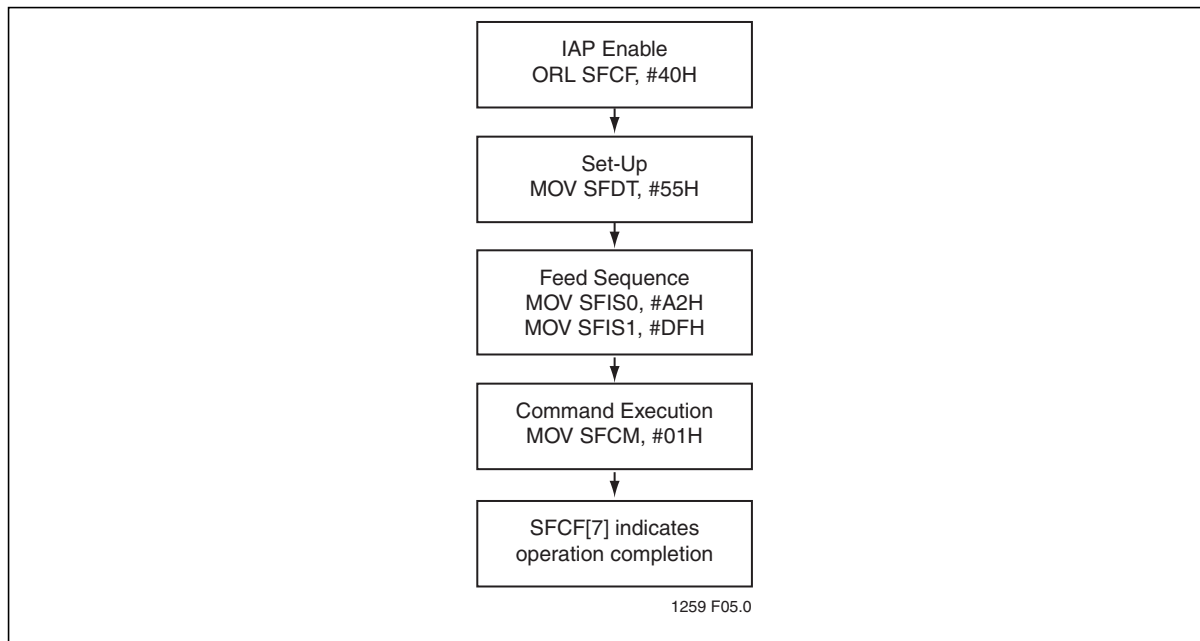 IAP Enable
ORL SFCF, #40H
Set-Up
MOV SFDT, #55H
Feed Sequence
MOV SFIS0, #A2H
MOV SFIS1, #DFH
Command Execution
MOV SFCM, #01H
SFCF[7] indicates
operation completion
1259 F05.0